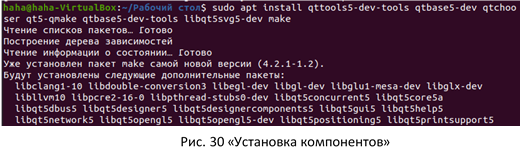 haha@haha-VirtualBox:~/Рабочий стол$ sudo apt install qttools5-dev-tools qtbase5-dev qtchoo
ser qt5-qmake qtbase5-dev-tools libqt5svg5-dev make
Чтение списков пакетов… Готово
Построение дерева зависимостей
Чтение информации о состоянии… Готово
Уже установлен пакет make самой новой версии (4.2.1-1.2).
Будут установлены следующие дополнительные пакеты:
libclang1-10 libdouble-conversion3 libegl-dev libgl-dev libglu1-mesa-dev libglx-dev
libllvm10 libpcre2-16-0 libpthread-stubs0-dev libqt5concurrent5 libqt5core5a
libqt5dbus5 libqt5designer5 libqt5designercomponents5 libqt5gui5 libqt5help5
libqt5network5 libqt5opengl5 libqt5opengl5-dev libqt5positioning5 libqt5printsupport5
Рис. 30 «Установка компонентов»